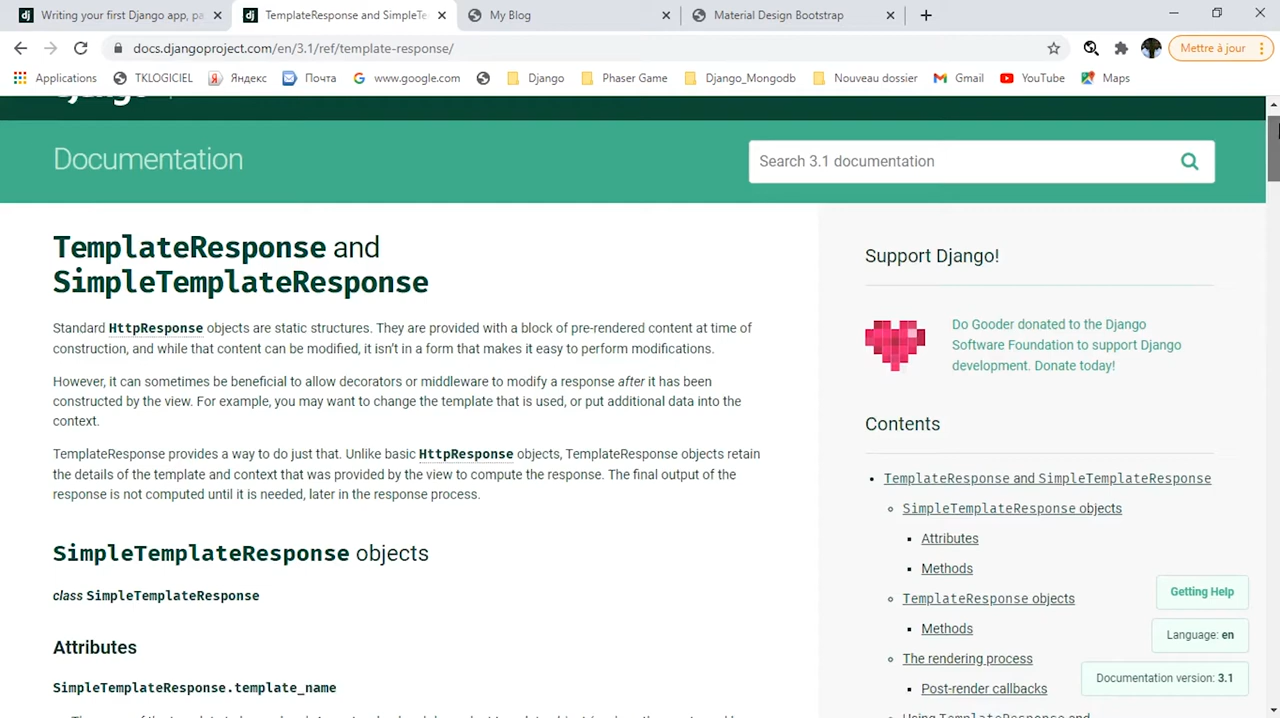 Writing your first Django app, pa
TemplateResponse and SimpleTe
My Blog
Material Design Bootstrap
docs.djangoproject.com/en/3.1/ref/template-response/
Mettre à jour
Applications
TKLOGICIEL
Яндекс
Почта
www.google.com
Django
Phaser Game
Django_Mongodb
Nouveau dossier
Gmail
YouTube
Maps
Documentation
Search 3.1 documentation
TemplateResponse and
SimpleTemplateResponse
Standard HttpResponse objects are static structures. They are provided with a block of pre-rendered content at time of
construction, and while that content can be modified, it isn't in a form that makes it easy to perform modifications.
However, it can sometimes be beneficial to allow decorators or middleware to modify a response after it has been
constructed by the view. For example, you may want to change the template that is used, or put additional data into the
context.
TemplateResponse provides a way to do just that. Unlike basic HttpResponse objects, TemplateResponse objects retain
the details of the template and context that was provided by the view to compute the response. The final output of the
response is not computed until it is needed, later in the response process.
SimpleTemplateResponse objects
class SimpleTemplateResponse
Attributes
SimpleTemplateResponse.template_name
Support Django!
Do Gooder donated to the Django
Software Foundation to support Django
development. Donate today!
Contents
TemplateResponse and SimpleTemplateResponse
SimpleTemplateResponse objects
Attributes
Methods
TemplateResponse objects
Methods
The rendering process
Post-render callbacks
Using TemplateResponse and
Getting Help
Language: en
Documentation version: 3.1